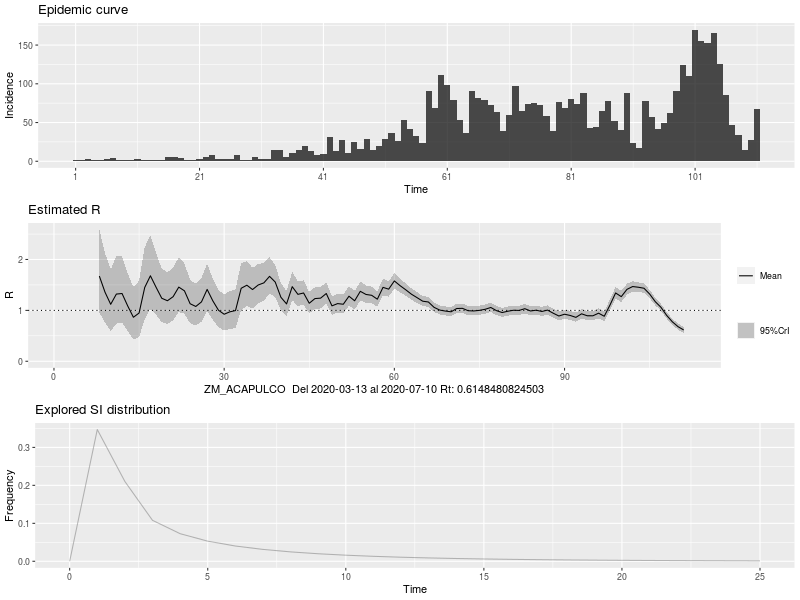 Epidemic curve
150
100
50
0
Incidence
1 21 41 61 81 101
Time
Estimated R
2
1
0
R
0 30 60 90
ZM_ACAPULCO Del 2020-03-13 al 2020-07-10 Rt: 0.6148480824503
Mean
95%CrI
Explored SI distribution
0.3
0.2
0.1
0.0
Frequency
0 5 10 15 20 25
Time